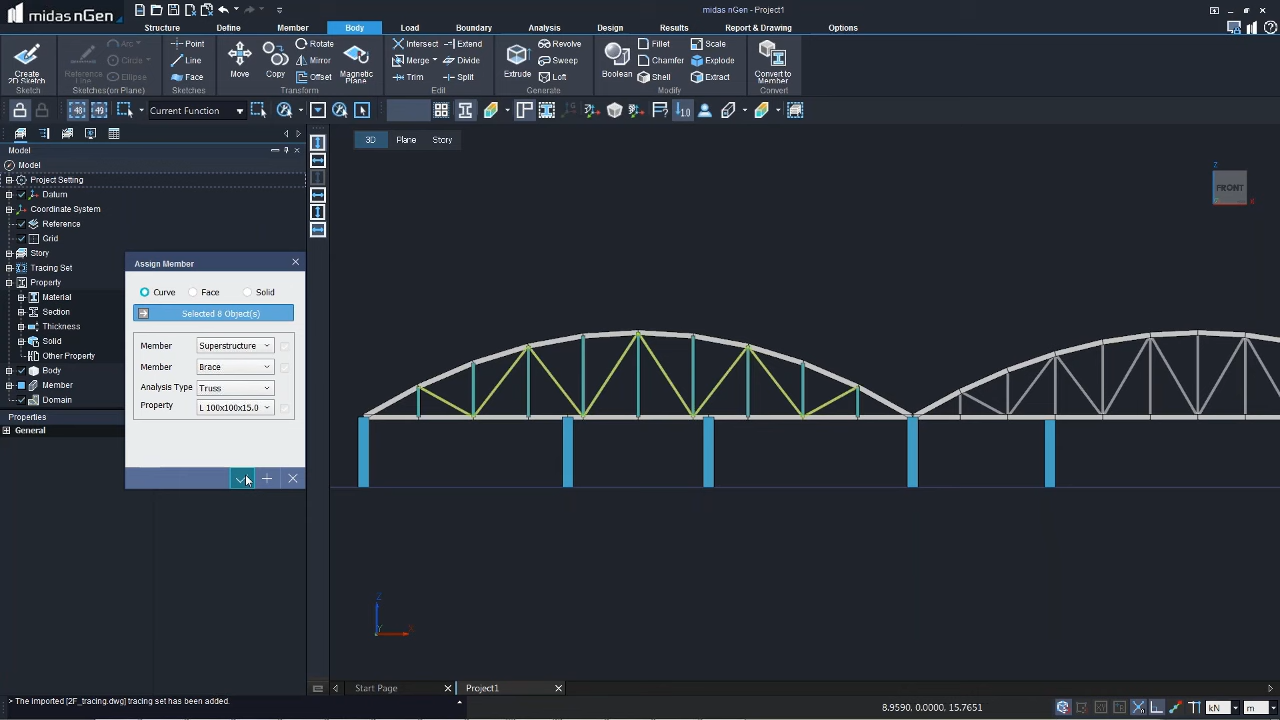 midas nGen
midas nGen - Project1
Structure Define Member Body Load Boundary Analysis Design Results Report & Drawing Options
Create 2D Sketch
Reference Line
Arc
Circle
Ellipse
Point
Line
Face
Move
Copy
Rotate
Mirror
Offset
Magnetic Plane
Intersect
Merge
Trim
Extend
Divide
Split
Extrude
Revolve
Sweep
Loft
Boolean
Fillet
Chamfer
Shell
Scale
Explode
Extract
Convert to Member
Sketch Sketches(on Plane) Sketches Transform Edit Generate Modify Convert
Current Function
Model
3D Plane Story
Model
Project Setting
Datum
Coordinate System
Reference
Grid
Story
Tracing Set
Property
Material
Section
Thickness
Solid
Other Property
Body
Member
Domain
Properties
General
Assign Member
Curve Face Solid
Selected 8 Object(s)
Member Superstructure
Member Brace
Analysis Type Truss
Property L 100x100x15.0
Z
FRONT
X
Z
Y
X
Start Page Project1
> The imported [2F_tracing.dwg] tracing set has been added.
8.9590, 0.0000, 15.7651
kN
m